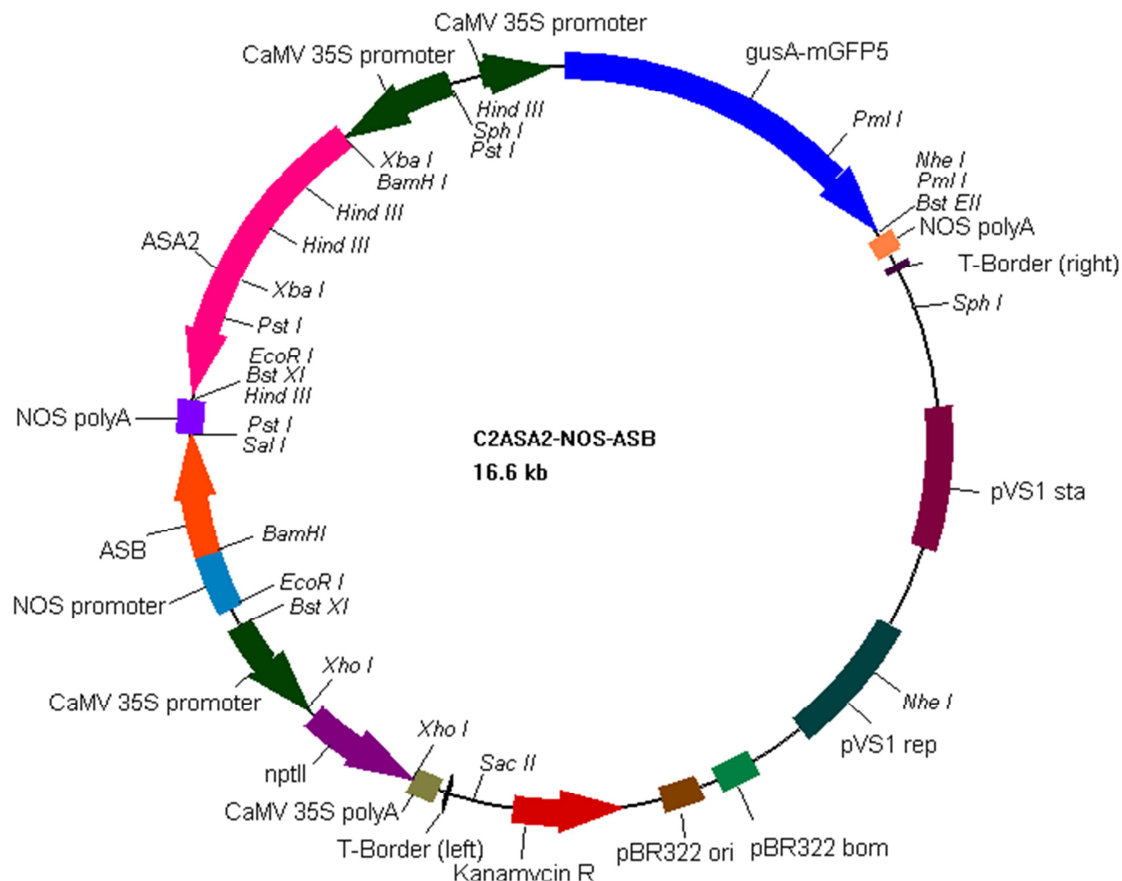 CaMV 35S promoter
CaMV 35S promoter
gusA-mGFP5
Hind III
Sph I
Pst I
Pml I
Xba I
BamH I
Nhe I
Pml I
Bst EII
NOS polyA
T-Border (right)
Sph I
Hind III
Hind III
ASA2
Xba I
Pst I
EcoR I
Bst XI
Hind III
NOS polyA
Pst I
Sal I
C2ASA2-NOS-ASB
16.6 kb
pVS1 sta
BamHI
ASB
EcoR I
NOS promoter
Bst XI
Xho I
CaMV 35S promoter
Nhe I
pVS1 rep
Xho I
nptII
Sac II
CaMV 35S polyA
T-Border (left)
Kanamycin R
pBR322 ori
pBR322 bom